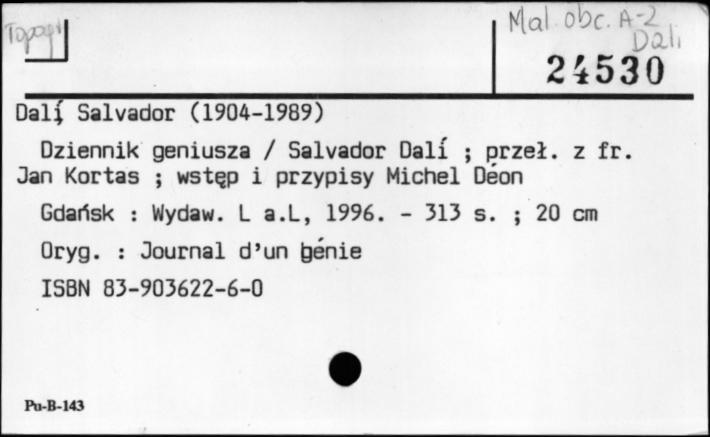 Topogr
Mal. obc. A-2
Dali
24530
Dalí, Salvador (1904-1989)
Dziennik geniusza / Salvador Dalí ; przeł. z fr.
Jan Kortas ; wstęp i przypisy Michel Déon
Gdańsk : Wydaw. L a.L, 1996. - 313 s. ; 20 cm
Oryg. : Journal d'un génie
ISBN 83-903622-6-0
Pu-B-143